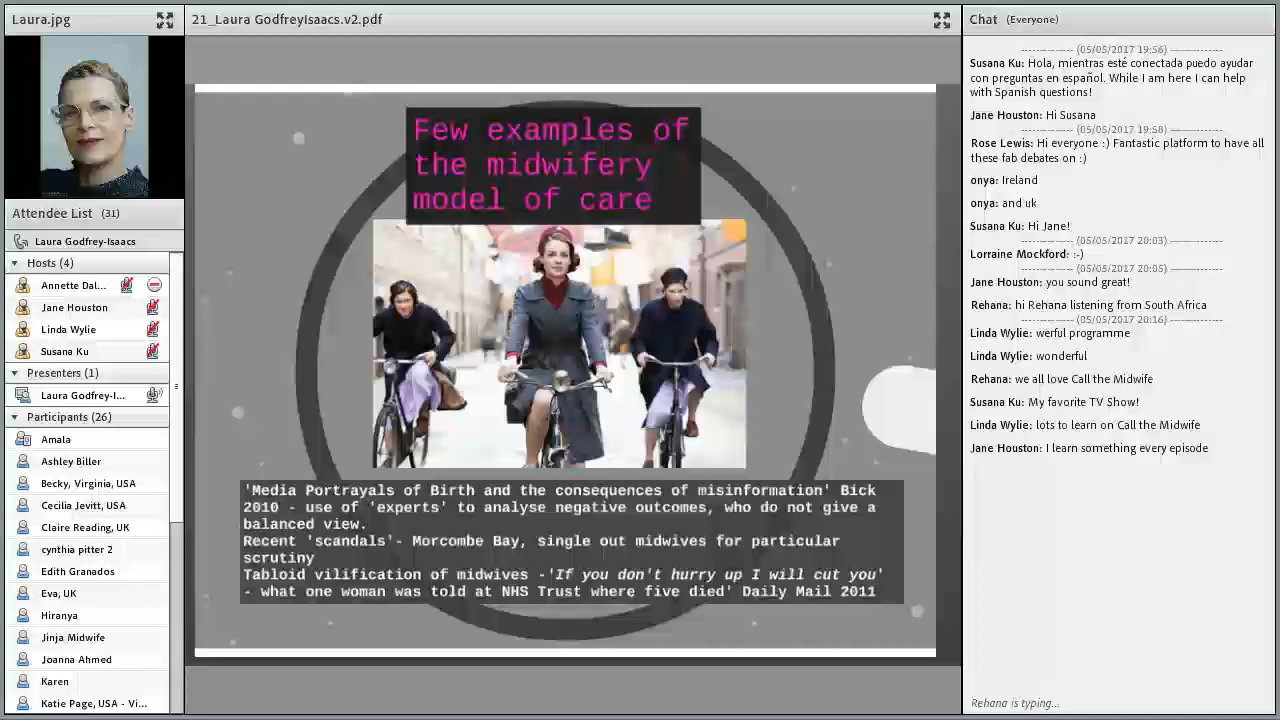 Laura.jpg
21_Laura GodfreyIsaacs.v2.pdf
Chat (Everyone)
Attendee List (31)
Laura Godfrey-Isaacs
Hosts (4)
Annette Dal...
Jane Houston
Linda Wylie
Susana Ku
Presenters (1)
Laura Godfrey-I...
Participants (26)
Amala
Ashley Biller
Becky, Virginia, USA
Cecilia Jevitt, USA
Claire Reading, UK
cynthia pitter 2
Edith Granados
Eva, UK
Hiranya
Jinja Midwife
Joanna Ahmed
Karen
Katie Page, USA - Vi...
Few examples of
the midwifery
model of care
'Media Portrayals of Birth and the consequences of misinformation' Bick
2010 - use of 'experts' to analyse negative outcomes, who do not give a
balanced view.
Recent 'scandals'- Morcombe Bay, single out midwives for particular
scrutiny
Tabloid vilification of midwives -'If you don't hurry up I will cut you'
- what one woman was told at NHS Trust where five died' Daily Mail 2011
(05/05/2017 19:56)
Susana Ku: Hola, mientras esté conectada puedo ayudar
con preguntas en español. While I am here I can help
with Spanish questions!
Jane Houston: Hi Susana
(05/05/2017 19:58)
Rose Lewis: Hi everyone :) Fantastic platform to have all
these fab debates on :)
onya: Ireland
onya: and uk
Susana Ku: Hi Jane!
(05/05/2017 20:03)
Lorraine Mockford: :-)
(05/05/2017 20:05)
Jane Houston: you sound great!
Rehana: hi Rehana listening from South Africa
(05/05/2017 20:16)
Linda Wylie: werful programme
Linda Wylie: wonderful
Rehana: we all love Call the Midwife
Susana Ku: My favorite TV Show!
Linda Wylie: lots to learn on Call the Midwife
Jane Houston: I learn something every episode
Rehana is typing...